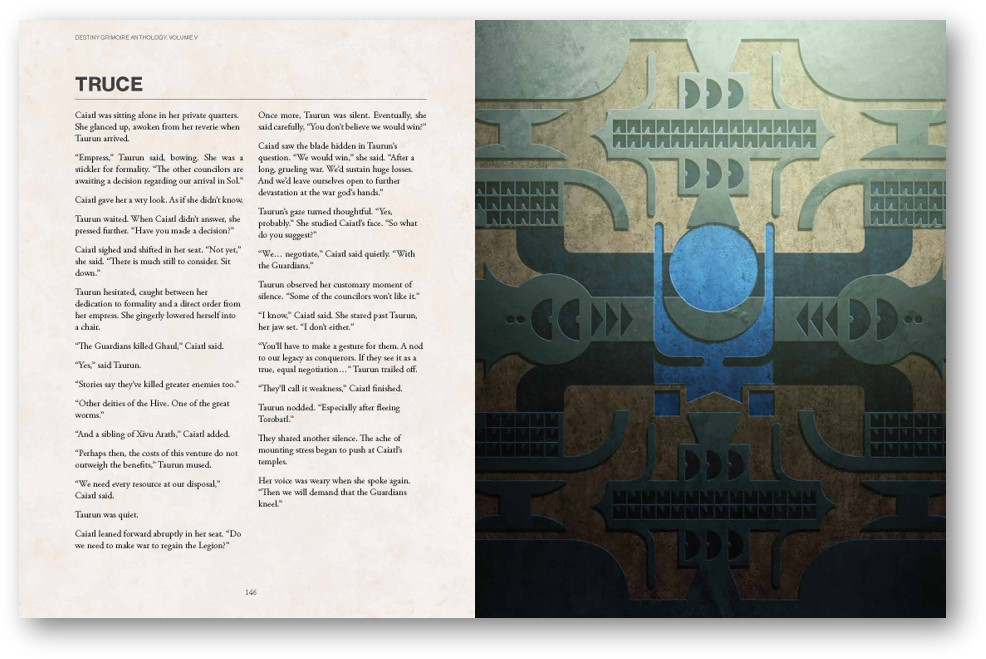 DESTINY GRIMOIRE ANTHOLOGY: VOLUME V
TRUCE
Caiatl was sitting alone in her private quarters.
She glanced up, awoken from her reverie when
Taurun arrived.
“Empress,” Taurun said, bowing. She was a
stickler for formality. “The other councilors are
awaiting a decision regarding our arrival in Sol.”
Caiatl gave her a wry look. As if she didn’t know.
Taurun waited. When Caiatl didn’t answer, she
pressed further. “Have you made a decision?”
Caiatl sighed and shifted in her seat. “Not yet,”
she said. “There is much still to consider. Sit
down.”
Taurun hesitated, caught between her
dedication to formality and a direct order from
her empress. She gingerly lowered herself into
a chair.
“The Guardians killed Ghaul,” Caiatl said.
“Yes,” said Taurun.
“Stories say they’ve killed greater enemies too.”
“Other deities of the Hive. One of the great
worms.”
“And a sibling of Xivu Arath,” Caiatl added.
“Perhaps then, the costs of this venture do not
outweigh the benefits,” Taurun mused.
“We need every resource at our disposal,”
Caiatl said.
Taurun was quiet.
Caiatl leaned forward abruptly in her seat. “Do
we need to make war to regain the Legion?”
Once more, Taurun was silent. Eventually, she
said carefully, “You don’t believe we would win?”
Caiatl saw the blade hidden in Taurun’s
question. “We would win,” she said. “After a
long, grueling war. We’d sustain huge losses.
And we’d leave ourselves open to further
devastation at the war god’s hands.”
Taurun’s gaze turned thoughtful. “Yes,
probably.” She studied Caiatl’s face. “So what
do you suggest?”
“We… negotiate,” Caiatl said quietly. “With
the Guardians.”
Taurun observed her customary moment of
silence. “Some of the councilors won’t like it.”
“I know,” Caiatl said. She stared past Taurun,
her jaw set. “I don’t either.”
“You’ll have to make a gesture for them. A nod
to our legacy as conquerors. If they see it as a
true, equal negotiation…” Taurun trailed off.
“They’ll call it weakness,” Caiatl finished.
Taurun nodded. “Especially after fleeing
Torobatl.”
They shared another silence. The ache of
mounting stress began to push at Caiatl’s
temples.
Her voice was weary when she spoke again.
“Then we will demand that the Guardians
kneel.”
146